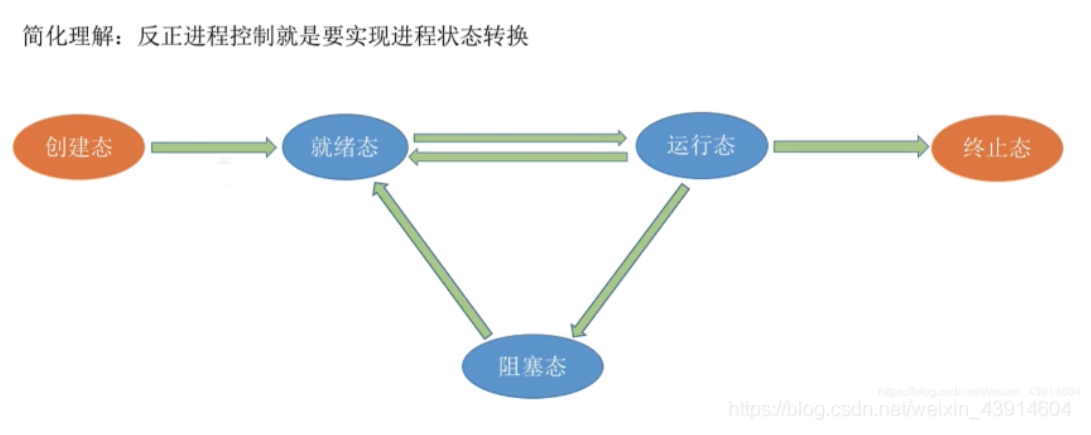 简化理解：反正进程控制就是要实现进程状态转换
创建态
就绪态
运行态
终止态
阻塞态
https://blog.csdn.net/weixin_43914604
https://blog.csdn.net/weixin_43914604